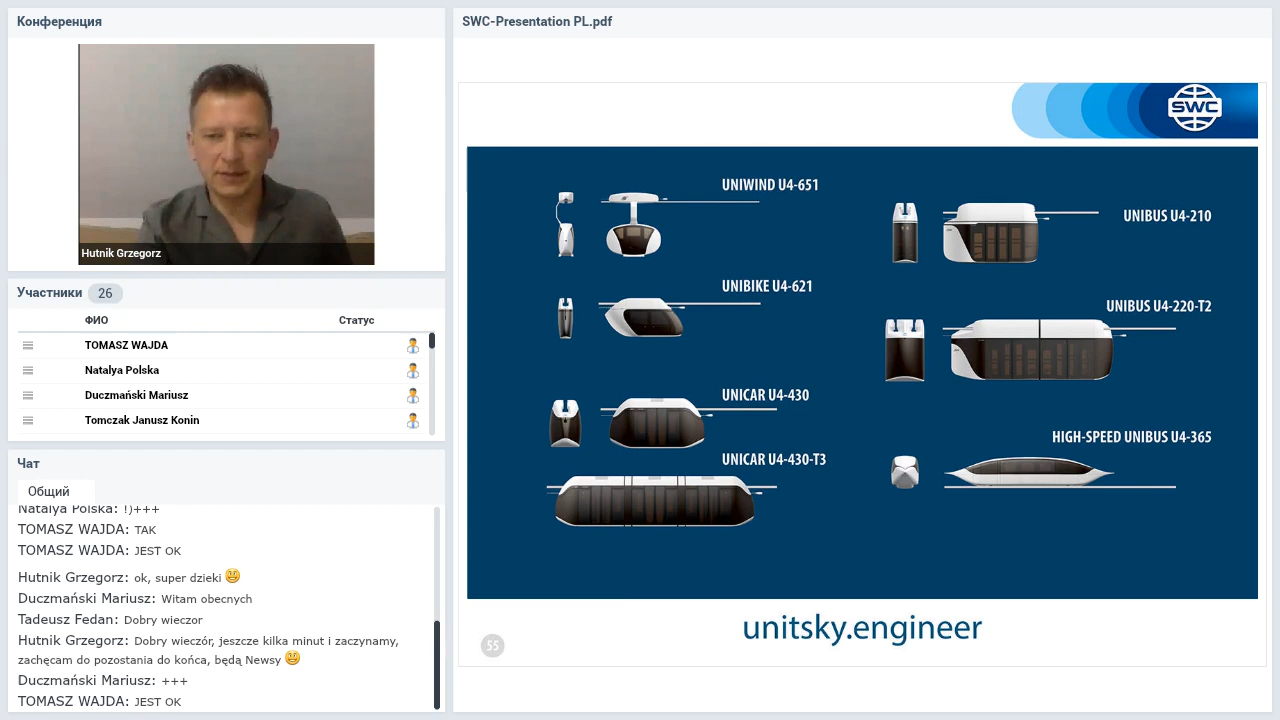 Конференция
Hutnik Grzegorz
Участники 26
ФИО Статус
TOMASZ WAJDA
Natalya Polska
Duczmański Mariusz
Tomczak Janusz Konin
Чат
Общий
Natalya Polska: !)+++
TOMASZ WAJDA: TAK
TOMASZ WAJDA: JEST OK
Hutnik Grzegorz: ok, super dzieki
Duczmański Mariusz: Witam obecnych
Tadeusz Fedan: Dobry wieczor
Hutnik Grzegorz: Dobry wieczór, jeszcze kilka minut i zaczynamy,
zachęcam do pozostania do końca, będą Newsy
Duczmański Mariusz: +++
TOMASZ WAJDA: JEST OK
SWC-Presentation PL.pdf
SWC
UNIWIND U4-651
UNIBIKE U4-621
UNICAR U4-430
UNICAR U4-430-T3
UNIBUS U4-210
UNIBUS U4-220-T2
HIGH-SPEED UNIBUS U4-365
unitsky.engineer
55